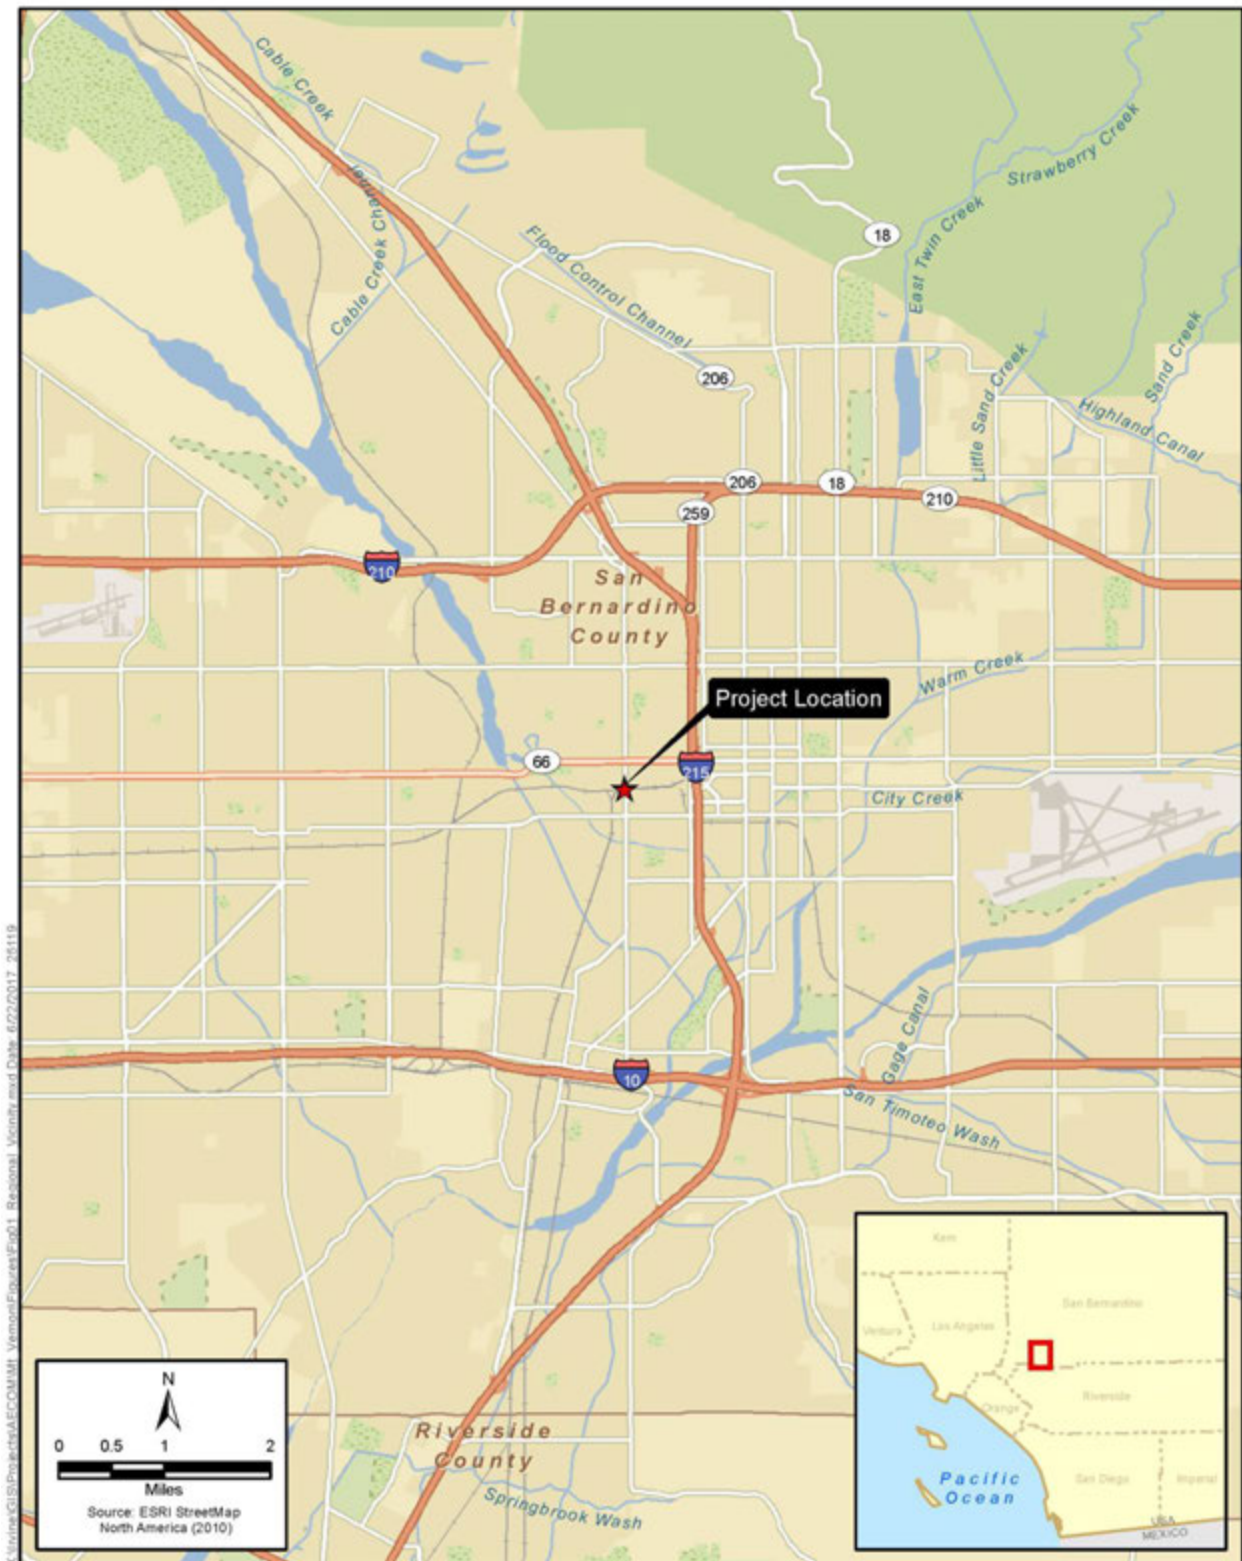 Cable Creek
Strawberry Creek
18
East Twin Creek
Cable Creek Channel
Flood Control Channel
206
Little Sand Creek
Sand Creek
Highland Canal
206
18
210
259
210
San
Bernardino
County
Warm Creek
Project Location
66
215
City Creek
Gage Canal
10
San Timoteo Wash
Riverside
County
Springbrook Wash
N
0 0.5 1 2
Miles
Source: ESRI StreetMap
North America (2010)
Kern
San Bernardino
Ventura
Los Angeles
Orange
Riverside
San Diego
Imperial
Pacific
Ocean
USA
MEXICO